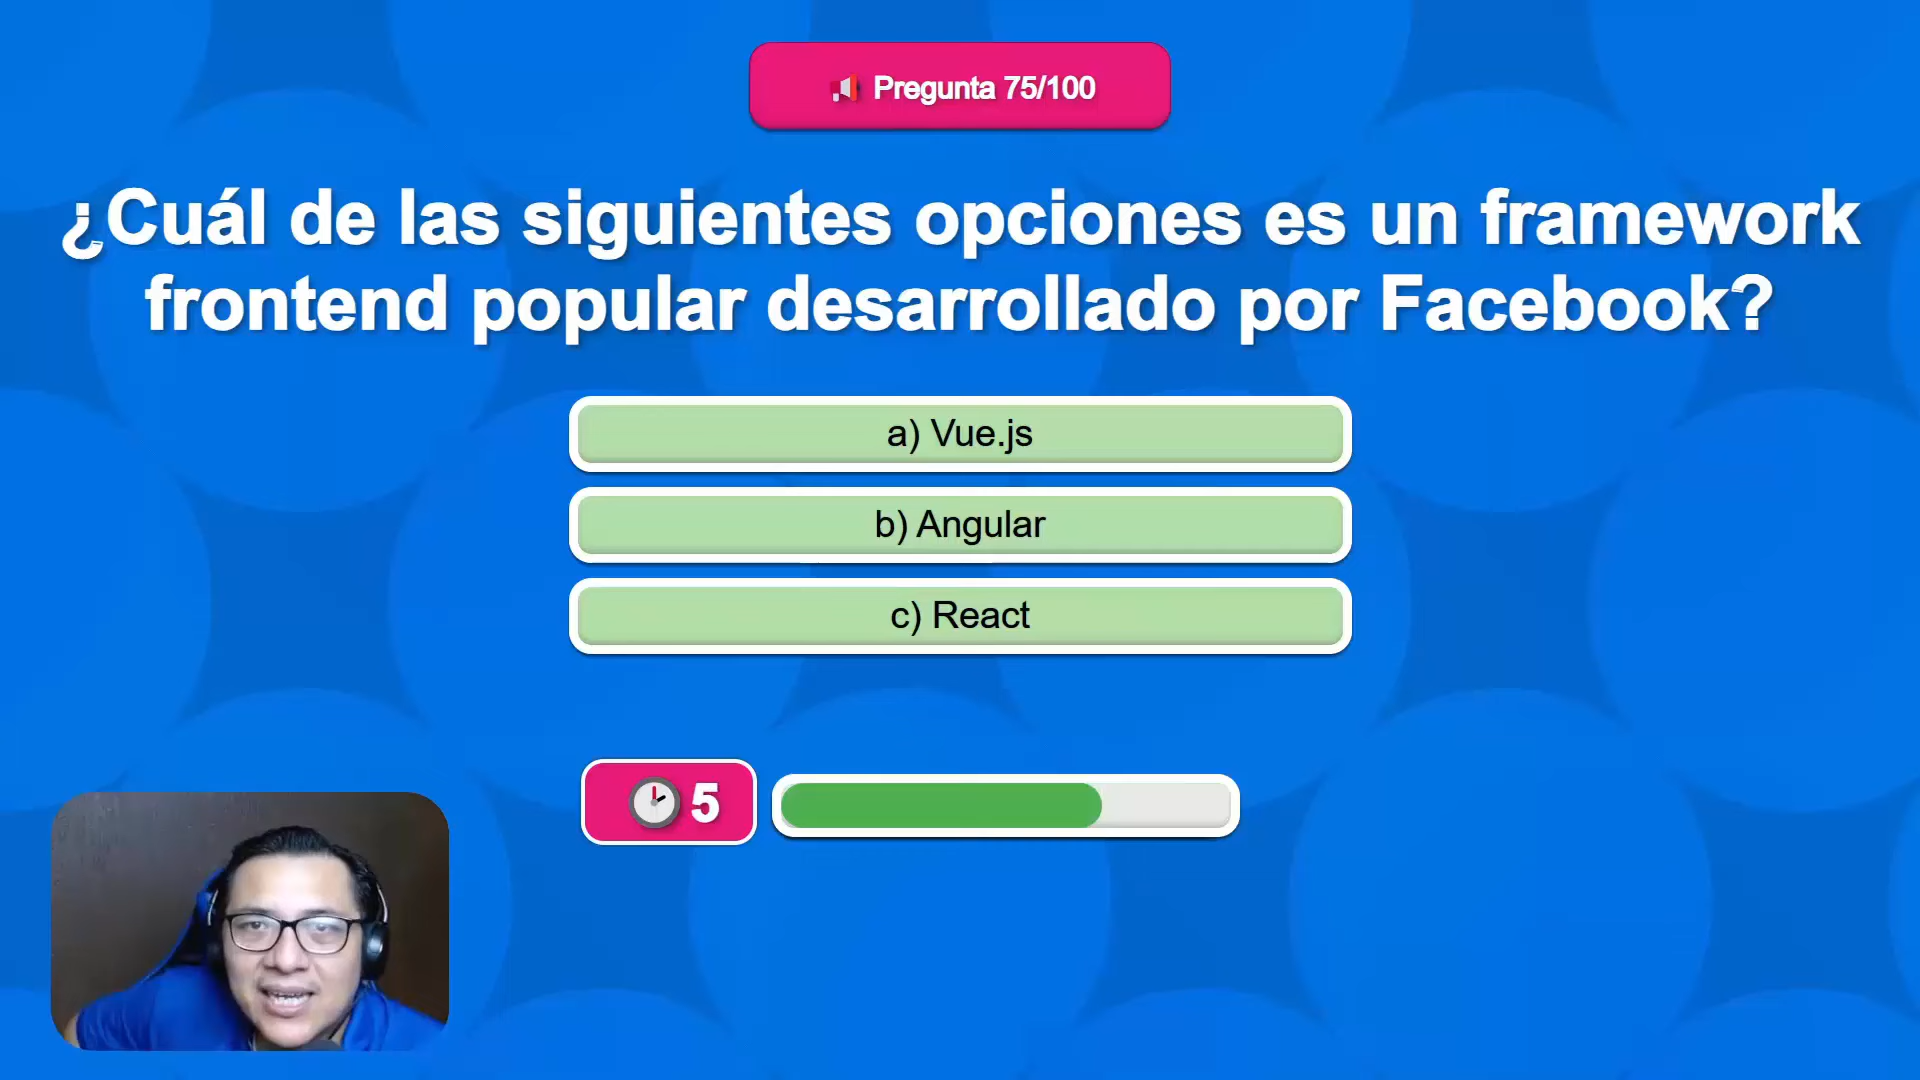 Pregunta 75/100
¿Cuál de las siguientes opciones es un framework
frontend popular desarrollado por Facebook?
a) Vue.js
b) Angular
c) React
5